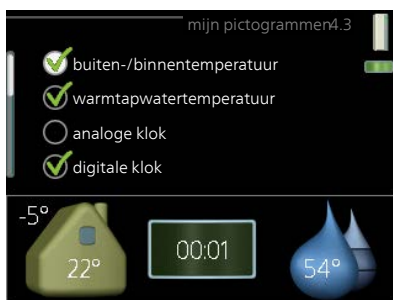 mijn pictogrammen4.3
buiten-/binnentemperatuur
warmtapwatertemperatuur
analoge klok
digitale klok
-5°
22°
00:01
54°